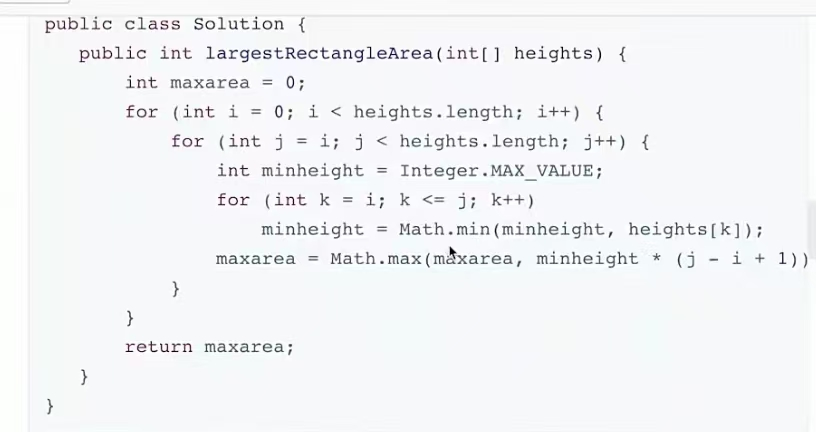 public class Solution {
public int largestRectangleArea(int[] heights) {
int maxarea = 0;
for (int i = 0; i < heights.length; i++) {
for (int j = i; j < heights.length; j++) {
int minheight = Integer.MAX_VALUE;
for (int k = i; k <= j; k++)
minheight = Math.min(minheight, heights[k]);
maxarea = Math.max(maxarea, minheight * (j - i + 1))
}
}
return maxarea;
}
}